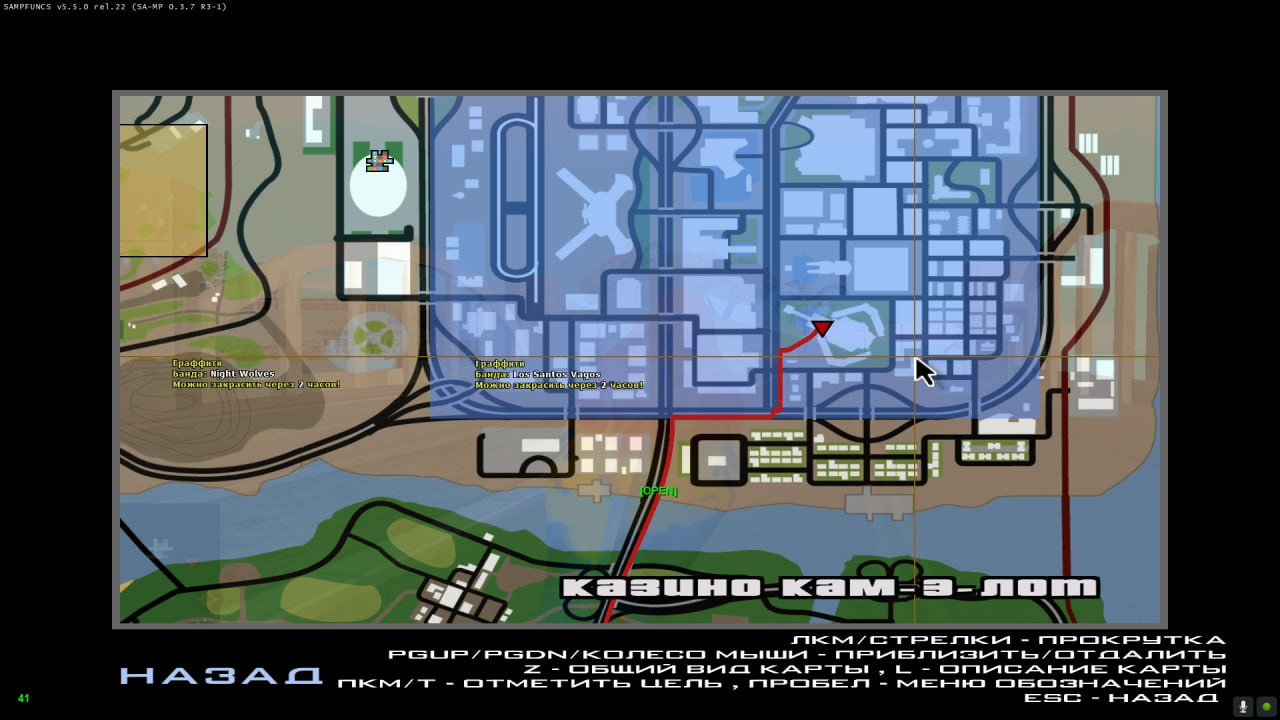 SAMPFUNCS v5.5.0 rel.22 (SA-MP 0.3.7 R3-1)
Граффити
Банда: Night Wolves
Можно закрасить через 2 часов!
Граффити
Банда: Los Santos Vagos
Можно закрасить через 2 часов!
[OPEN]
казино кам-э-лот
ЛКМ/СТРЕЛКИ - ПРОКРУТКА
PGUP/PGDN/КОЛЕСО МЫШИ - ПРИБЛИЗИТЬ/ОТДАЛИТЬ
Z - ОБЩИЙ ВИД КАРТЫ , L - ОПИСАНИЕ КАРТЫ
ПКМ/Т - ОТМЕТИТЬ ЦЕЛЬ , ПРОБЕЛ - МЕНЮ ОБОЗНАЧЕНИЙ
ESC - НАЗАД
НАЗАД
41